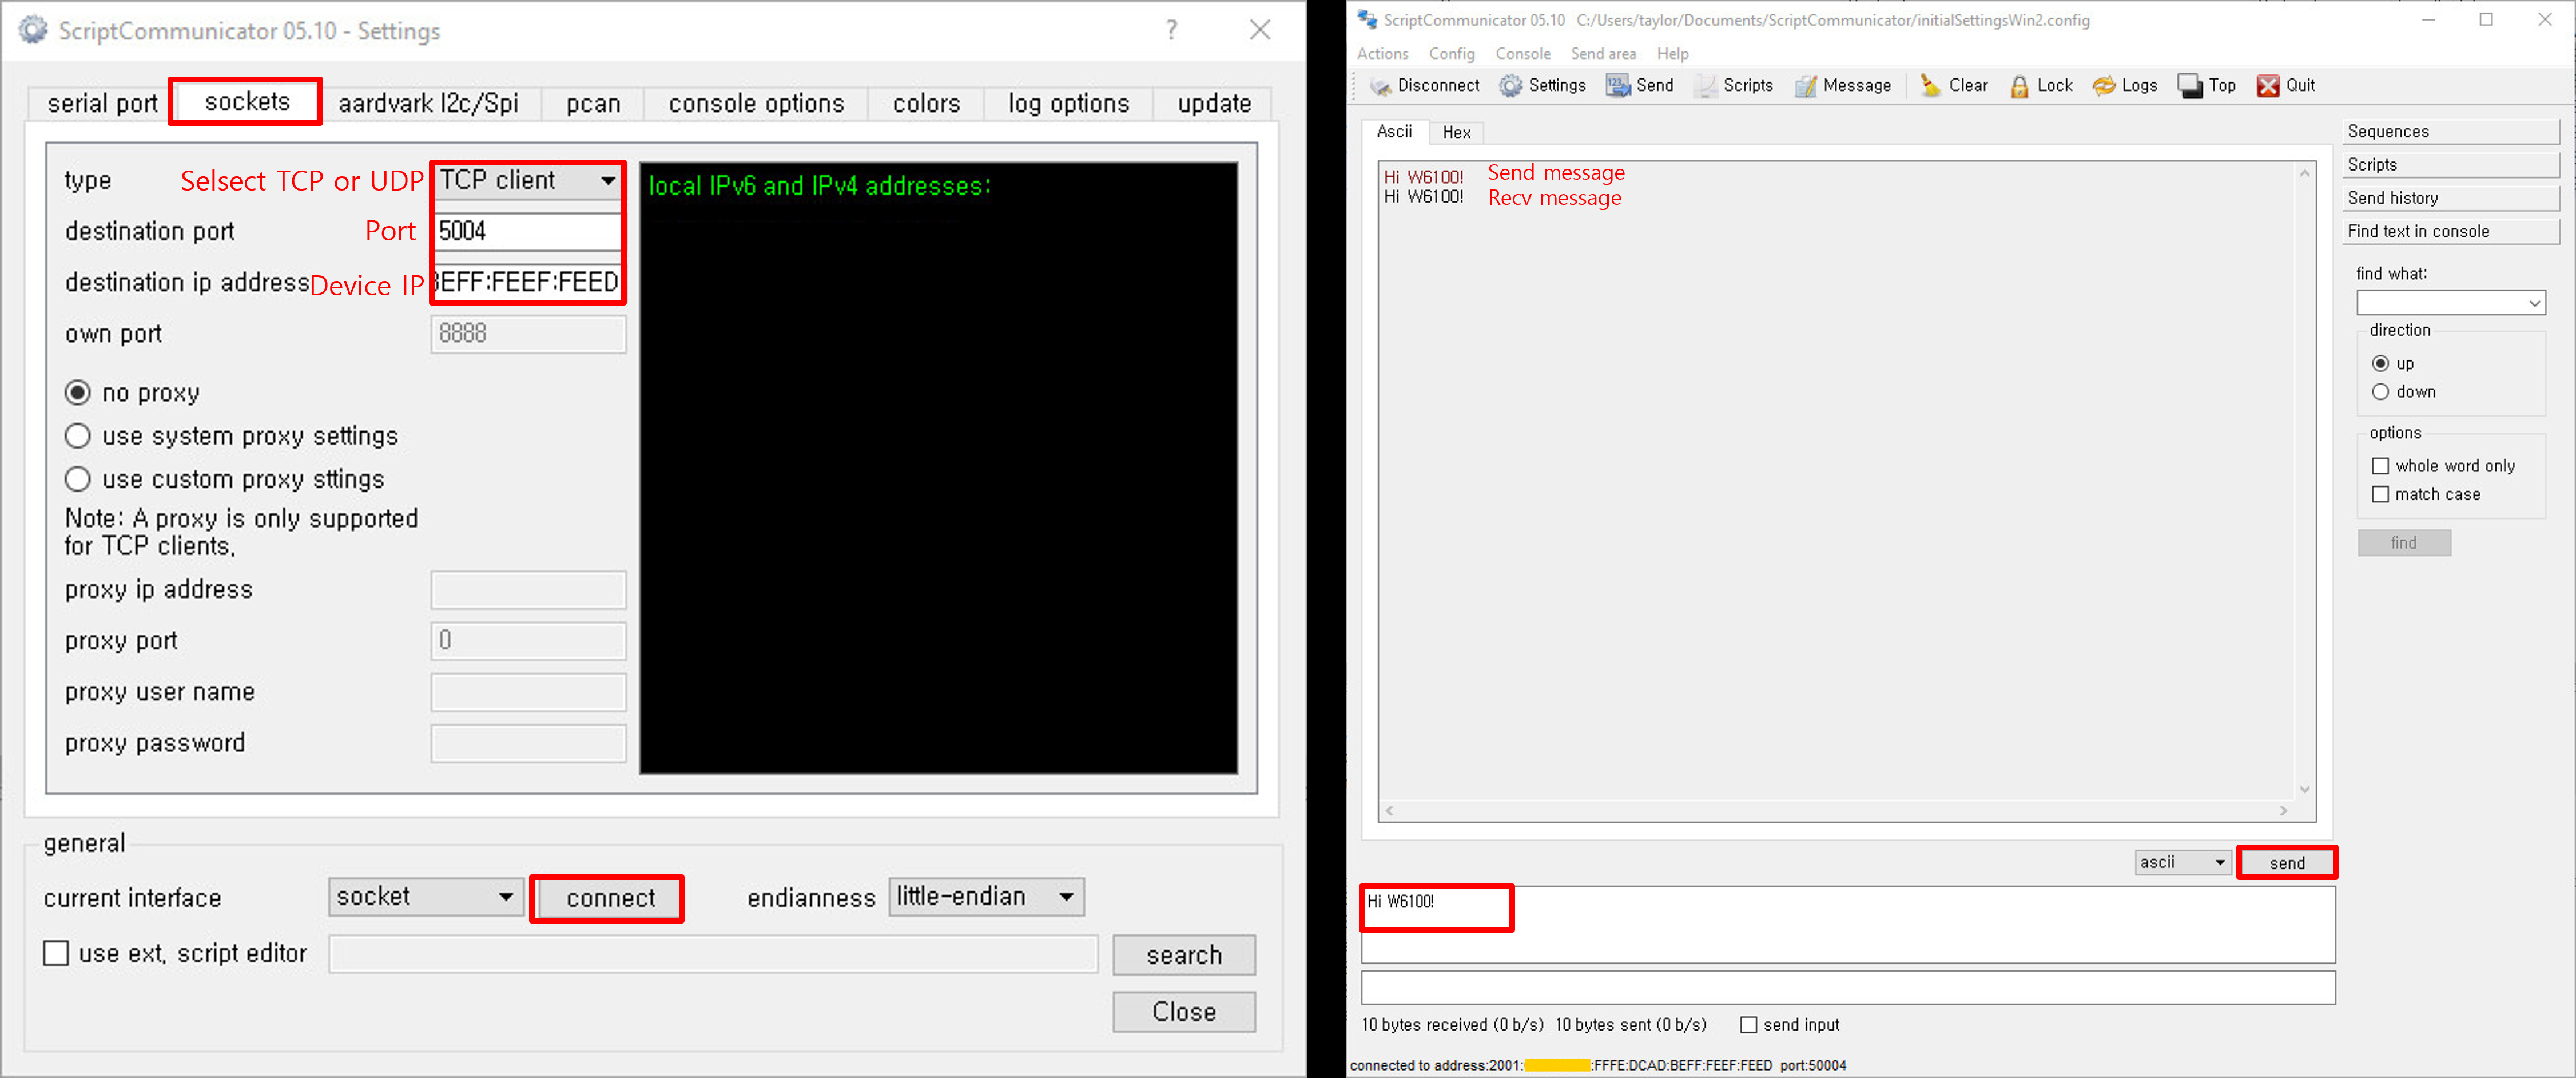 ScriptCommunicator 05.10 - Settings
?
serial port sockets aardvark I2c/Spi pcan console options colors log options update
type Selsect TCP or UDP TCP client
destination port Port 5004
destination ip address Device IP BEFF:FEEF:FEED
own port 8888
no proxy
use system proxy settings
use custom proxy sttings
Note: A proxy is only supported
for TCP clients.
proxy ip address
proxy port 0
proxy user name
proxy password
local IPv6 and IPv4 addresses:
general
current interface socket connect endianness little-endian
use ext. script editor search
Close
ScriptCommunicator 05.10 C:/Users/taylor/Documents/ScriptCommunicator/initialSettingsWin2.config
Actions Config Console Send area Help
Disconnect Settings Send Scripts Message Clear Lock Logs Top Quit
Ascii Hex
Hi W6100! Send message
Hi W6100! Recv message
Sequences
Scripts
Send history
Find text in console
find what:
direction
up
down
options
whole word only
match case
find
ascii send
Hi W6100!
10 bytes received (0 b/s) 10 bytes sent (0 b/s) send input
connected to address:2001: :FFFE:DCAD:BEFF:FEEF:FEED port:50004